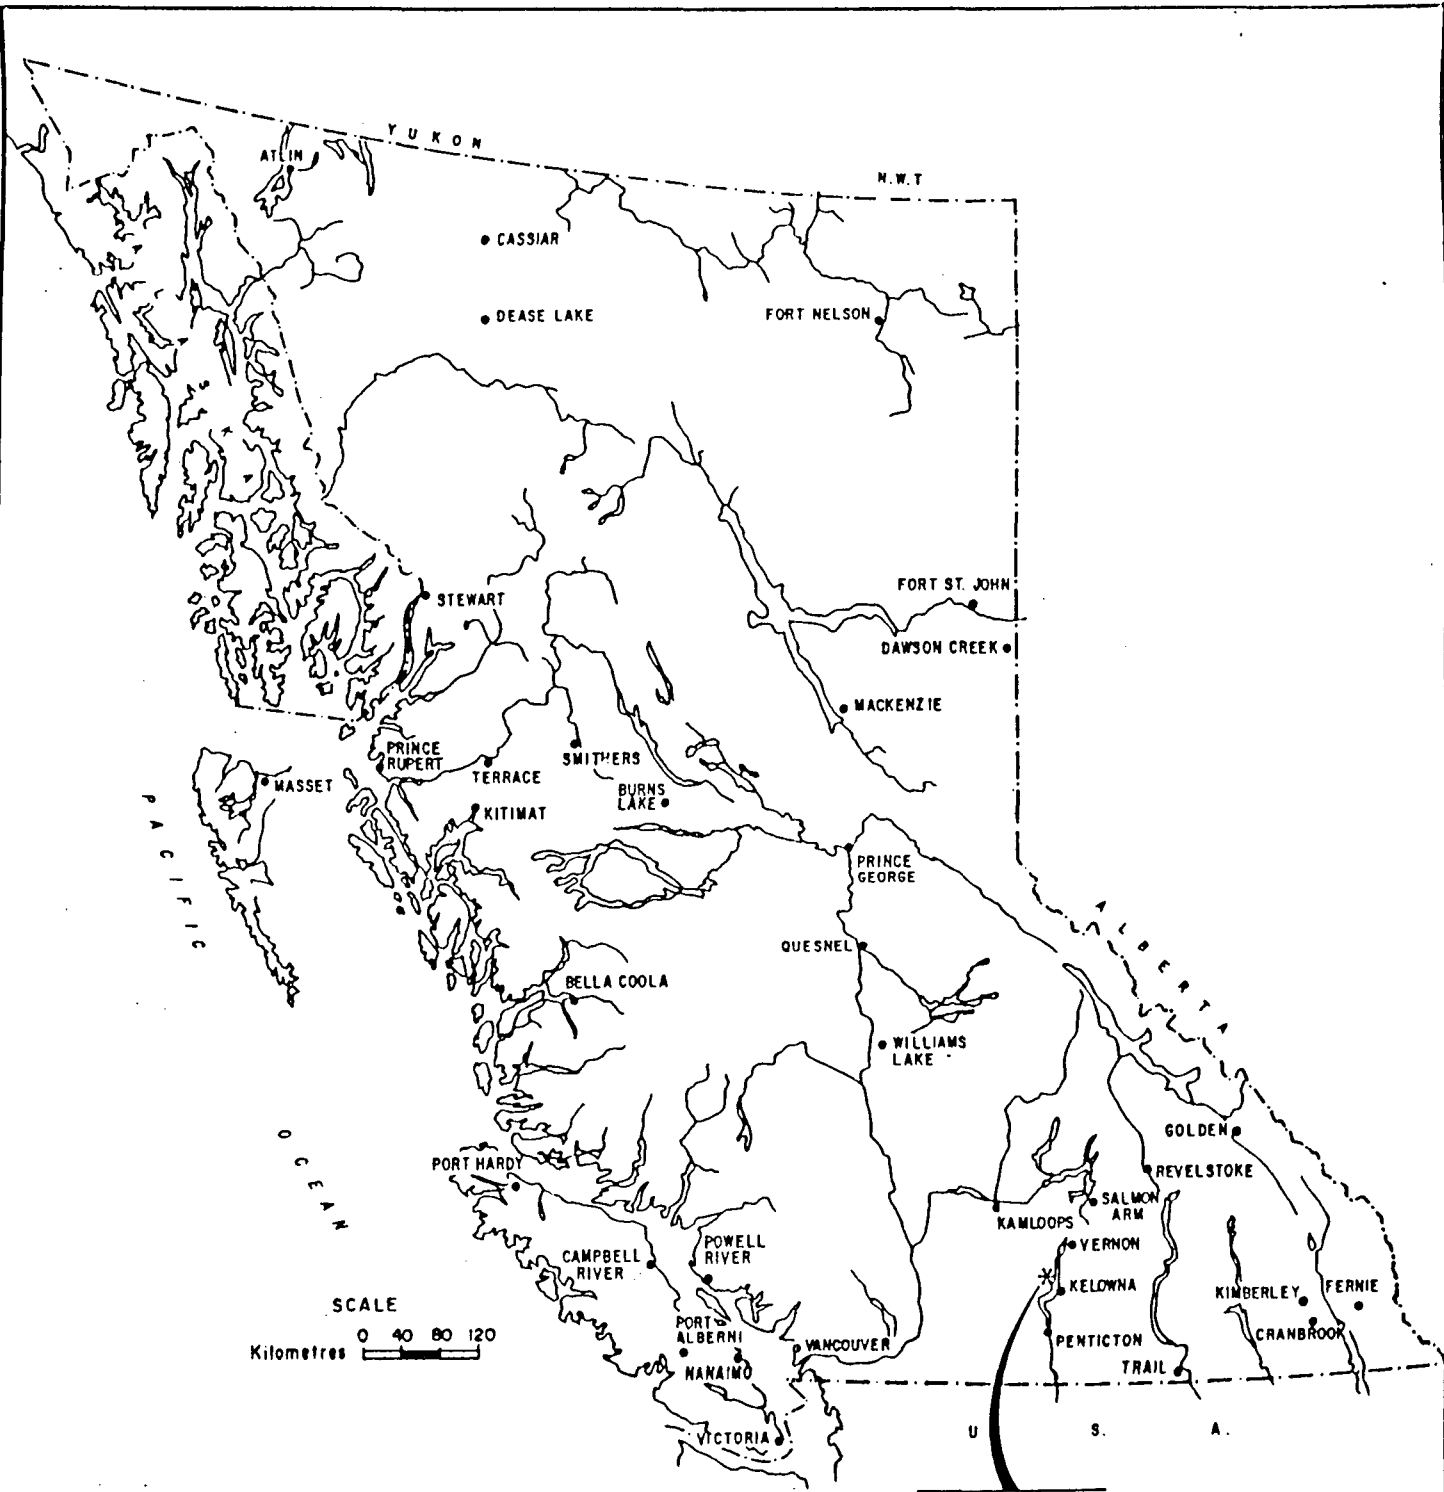 YUKON
N.W.T
ATLIN
CASSIAR
DEASE LAKE
FORT NELSON
ALASKA
FORT ST. JOHN
STEWART
DAWSON CREEK
MACKENZIE
PRINCE
RUPERT
SMITHERS
TERRACE
MASSET
BURNS
LAKE
KITIMAT
PRINCE
GEORGE
PACIFIC
ALBERTA
QUESNEL
BELLA COOLA
WILLIAMS
LAKE
OCEAN
GOLDEN
PORT HARDY
REVELSTOKE
SALMON
ARM
KAMLOOPS
POWELL
RIVER
VERNON
CAMPBELL
RIVER
KELOWNA
KIMBERLEY
FERNIE
SCALE
0 40 80 120
Kilometres
PORT
ALBERNI
CRANBROOK
PENTICTON
VANCOUVER
NANAIMO
TRAIL
U S. A.
VICTORIA